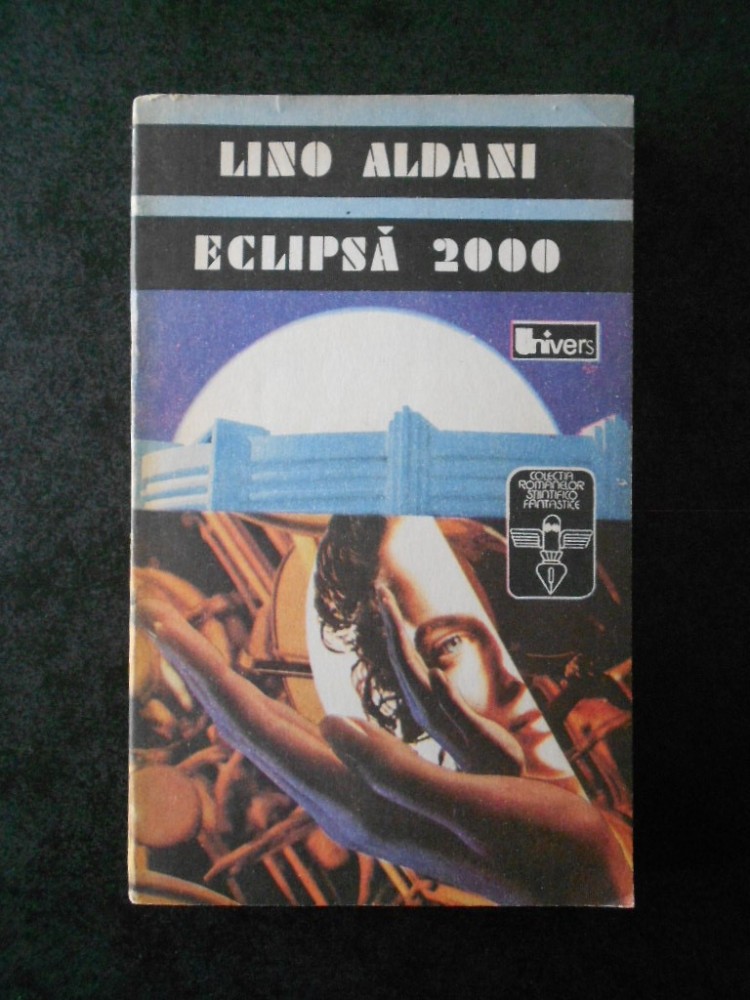 LINO ALDANI
ECLIPSĂ 2000
Univers
COLECȚIA
ROMANELOR
ȘTIINȚIFICO
FANTASTICE